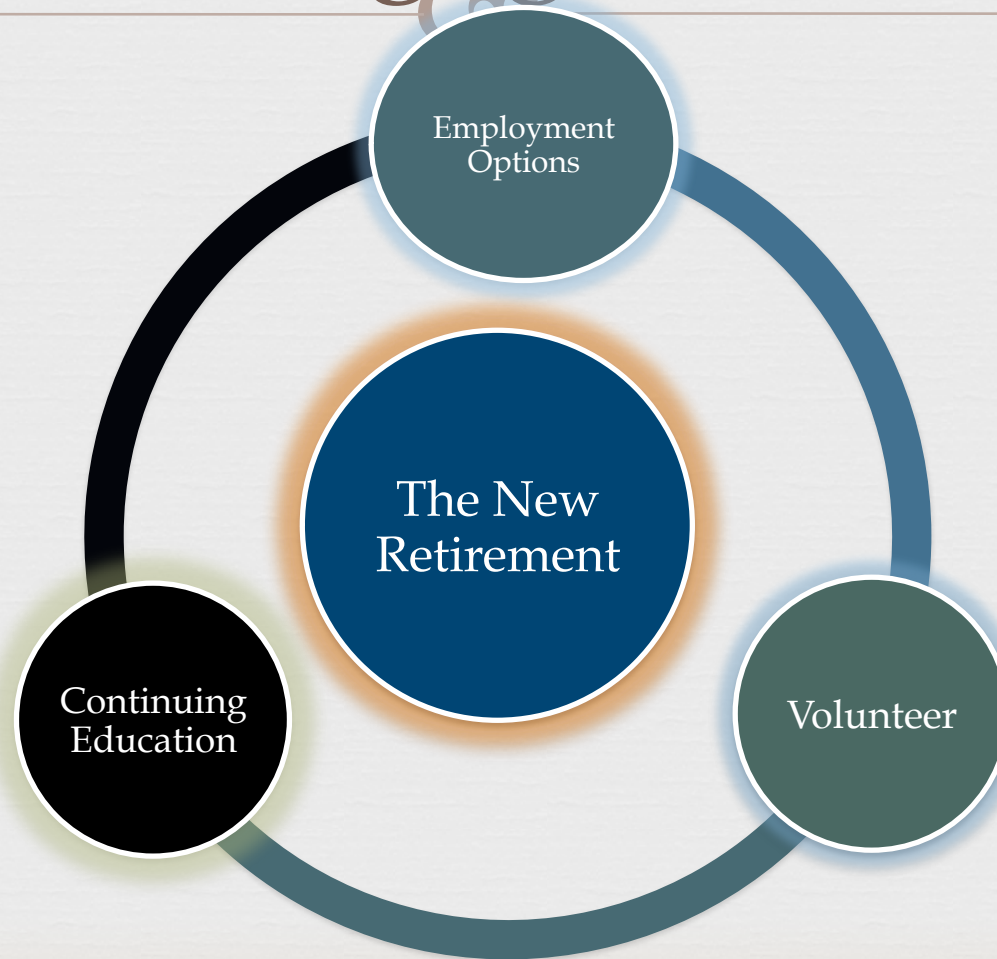 Employment
Options
The New
Retirement
Continuing
Education
Volunteer